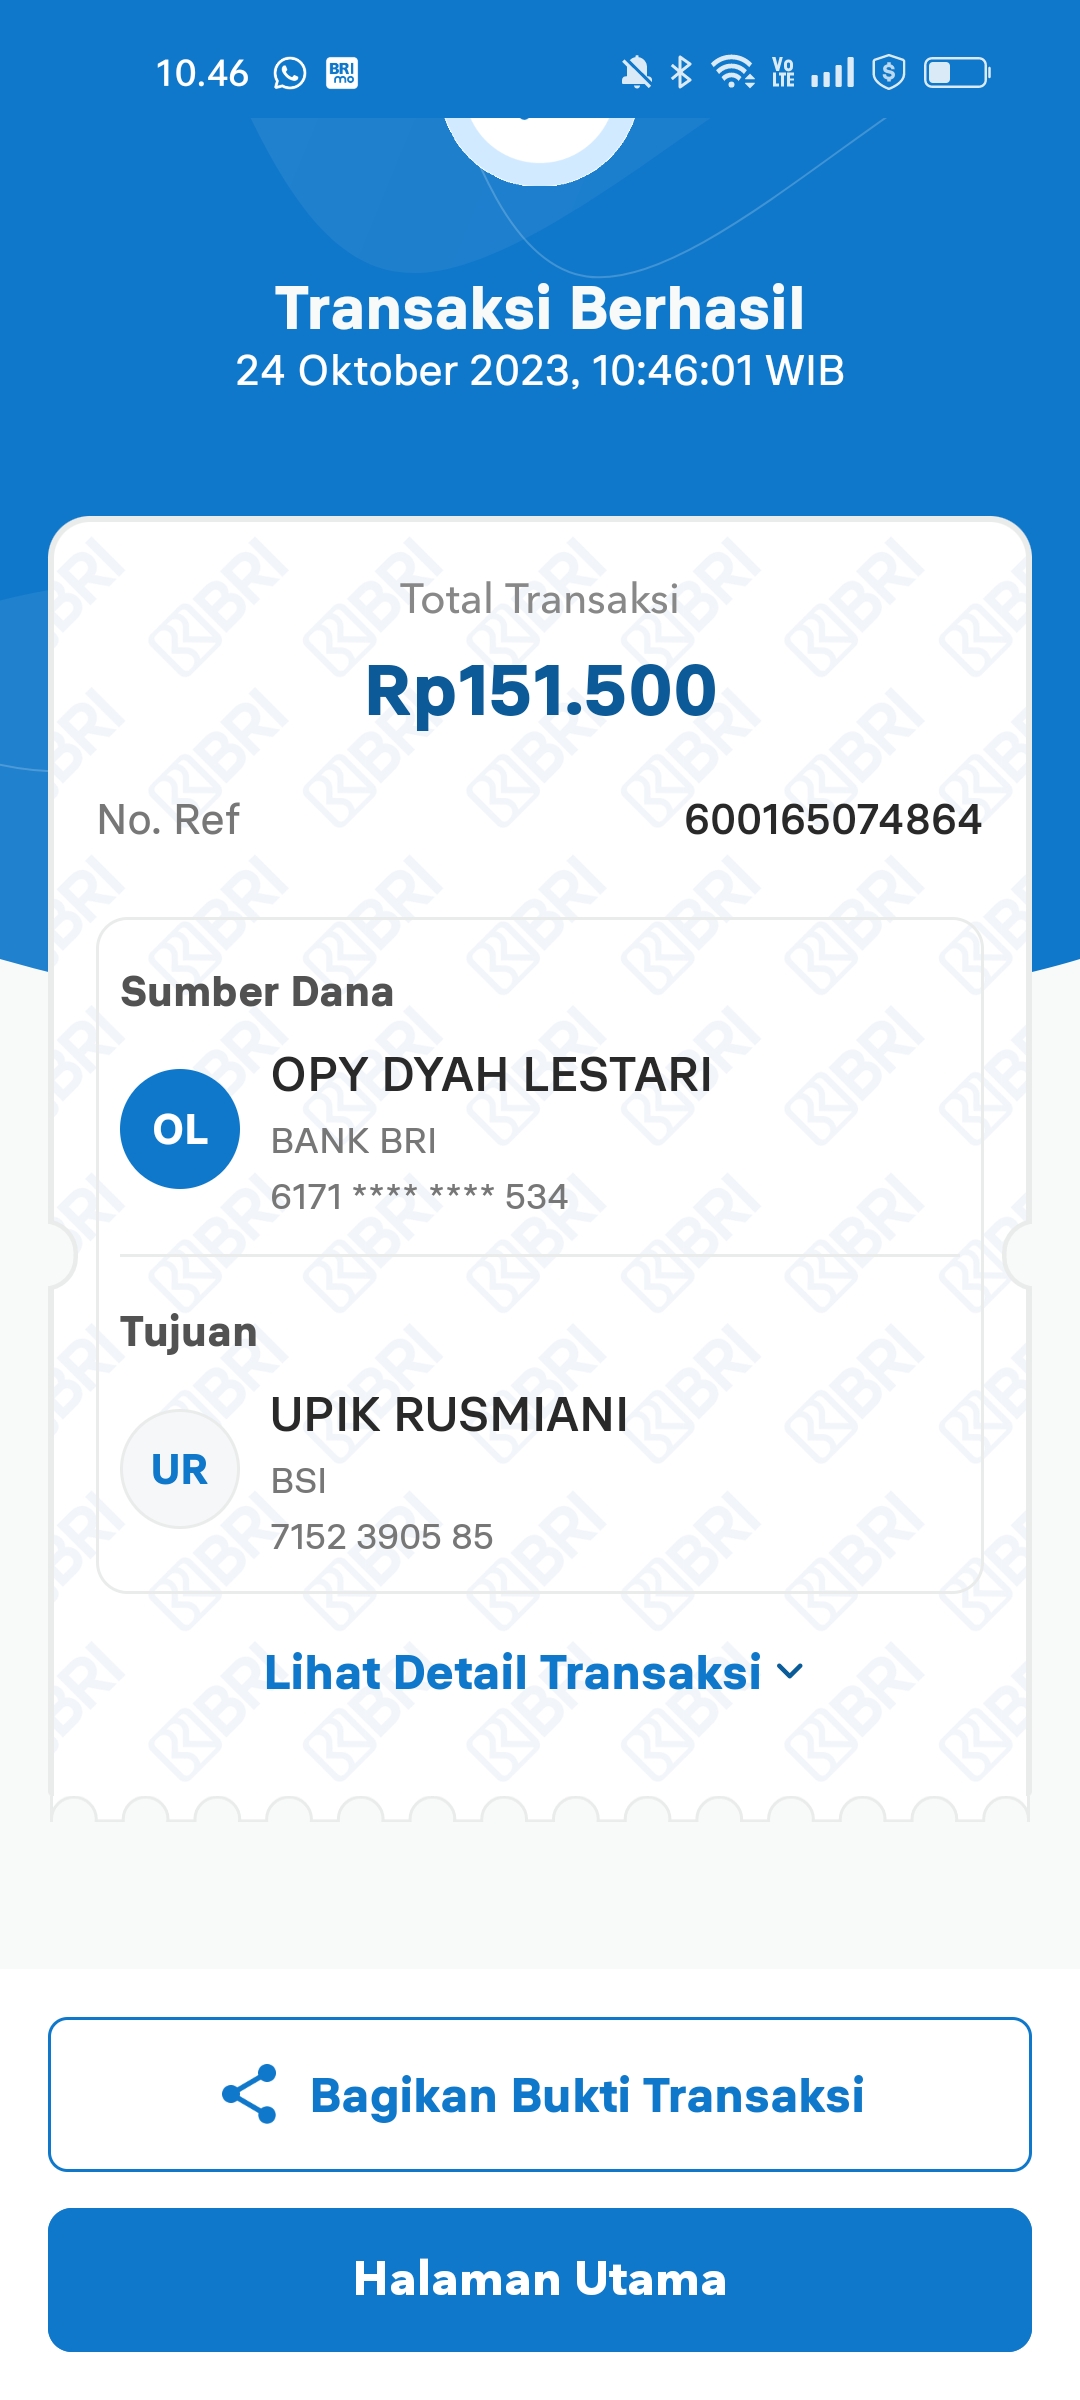 10.46
BRI
mo
Vo
LTE
Transaksi Berhasil
24 Oktober 2023, 10:46:01 WIB
Total Transaksi
Rp151.500
No. Ref 600165074864
Sumber Dana
OL
OPY DYAH LESTARI
BANK BRI
6171 **** **** 534
Tujuan
UR
UPIK RUSMIANI
BSI
7152 3905 85
Lihat Detail Transaksi
Bagikan Bukti Transaksi
Halaman Utama